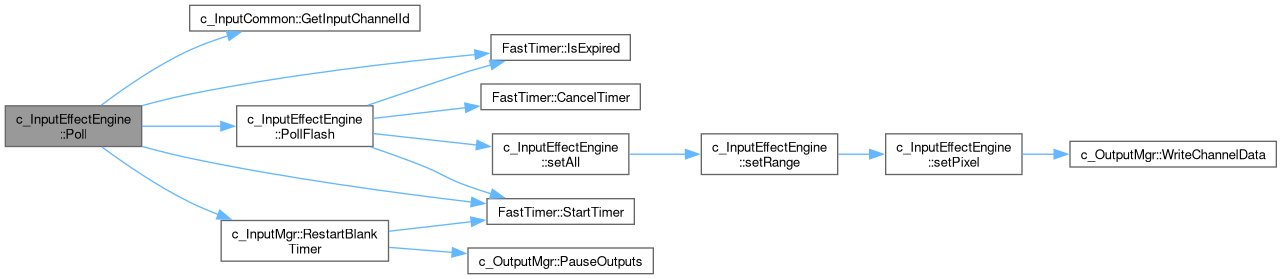 c_InputEffectEngine
::Poll
c_InputCommon::GetInputChannelId
FastTimer::IsExpired
c_InputEffectEngine
::PollFlash
FastTimer::CancelTimer
c_InputEffectEngine
::setAll
c_InputEffectEngine
::setRange
c_InputEffectEngine
::setPixel
c_OutputMgr::WriteChannelData
FastTimer::StartTimer
c_InputMgr::RestartBlank
Timer
c_OutputMgr::PauseOutputs